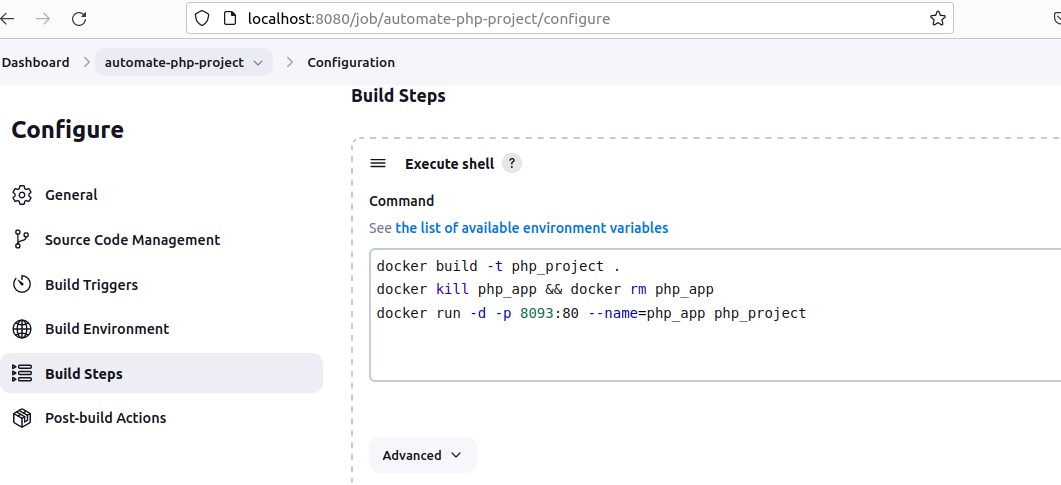 localhost:8080/job/automate-php-project/configure
Dashboard > automate-php-project > Configuration
Build Steps
Configure
Execute shell ?
General
Command
See the list of available environment variables
Source Code Management
docker build -t php_project .
Build Triggers
docker kill php_app && docker rm php_app
docker run -d -p 8093:80 --name=php_app php_project
Build Environment
Build Steps
Post-build Actions
Advanced